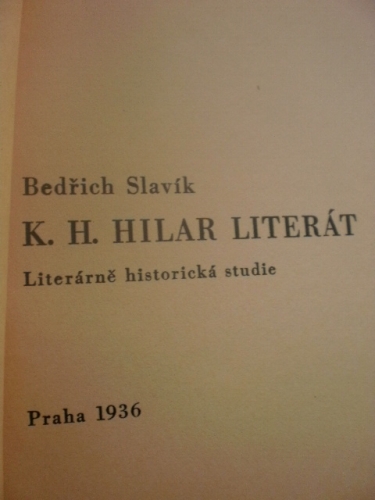 Bedřich Slavík
K. H. HILAR LITERÁT
Literárně historická studie
Praha 1936